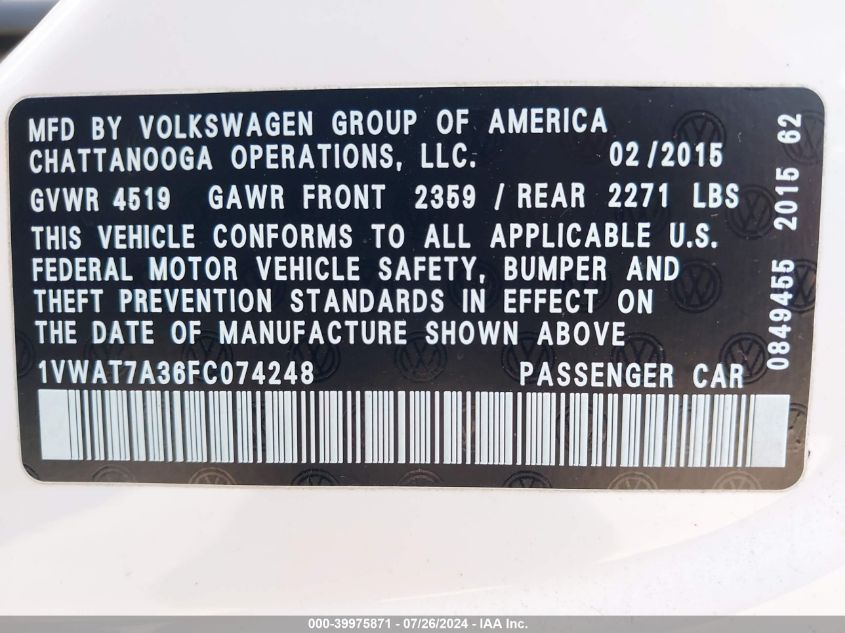 MFD BY VOLKSWAGEN GROUP OF AMERICA
CHATTANOOGA OPERATIONS, LLC. 02/2015
GVWR 4519 GAWR FRONT 2359 / REAR 2271 LBS
THIS VEHICLE CONFORMS TO ALL APPLICABLE U.S.
FEDERAL MOTOR VEHICLE SAFETY, BUMPER AND
THEFT PREVENTION STANDARDS IN EFFECT ON
THE DATE OF MANUFACTURE SHOWN ABOVE
1VWAT7A36FC074248 PASSENGER CAR
0849455 2015 62
000-39975871 / 07/26/2024 / IAA Inc.